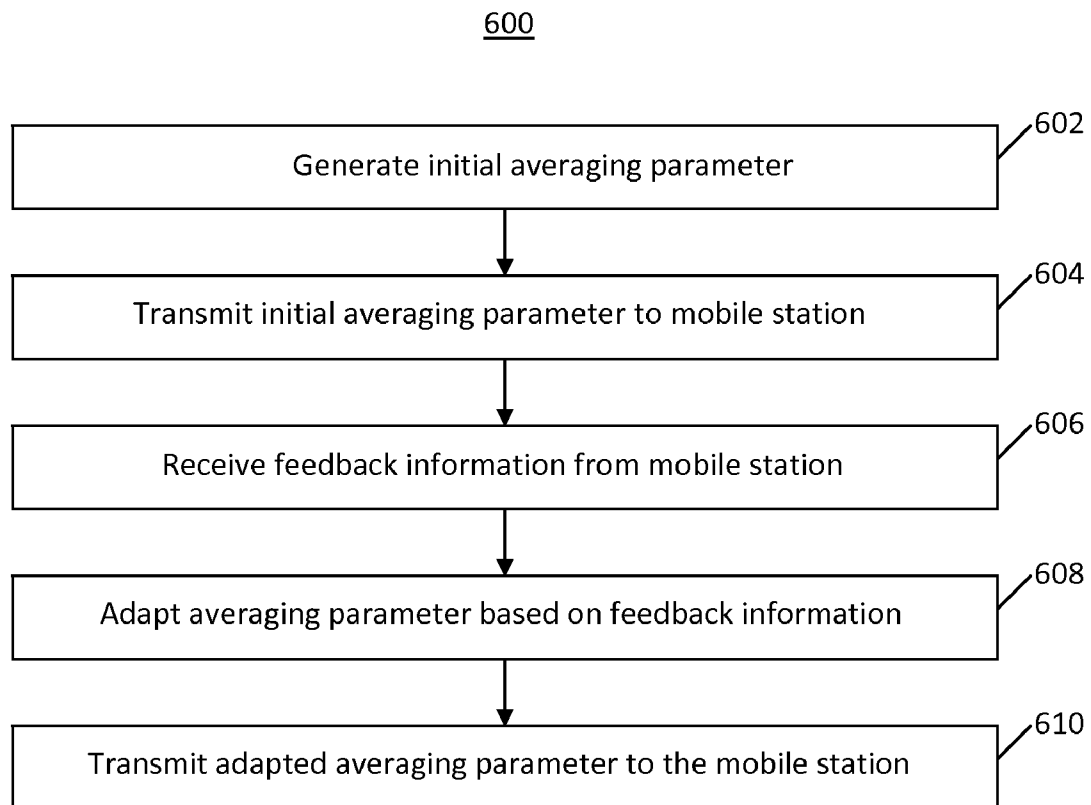 600
602
Generate initial averaging parameter
604
Transmit initial averaging parameter to mobile station
606
Receive feedback information from mobile station
608
Adapt averaging parameter based on feedback information
610
Transmit adapted averaging parameter to the mobile station